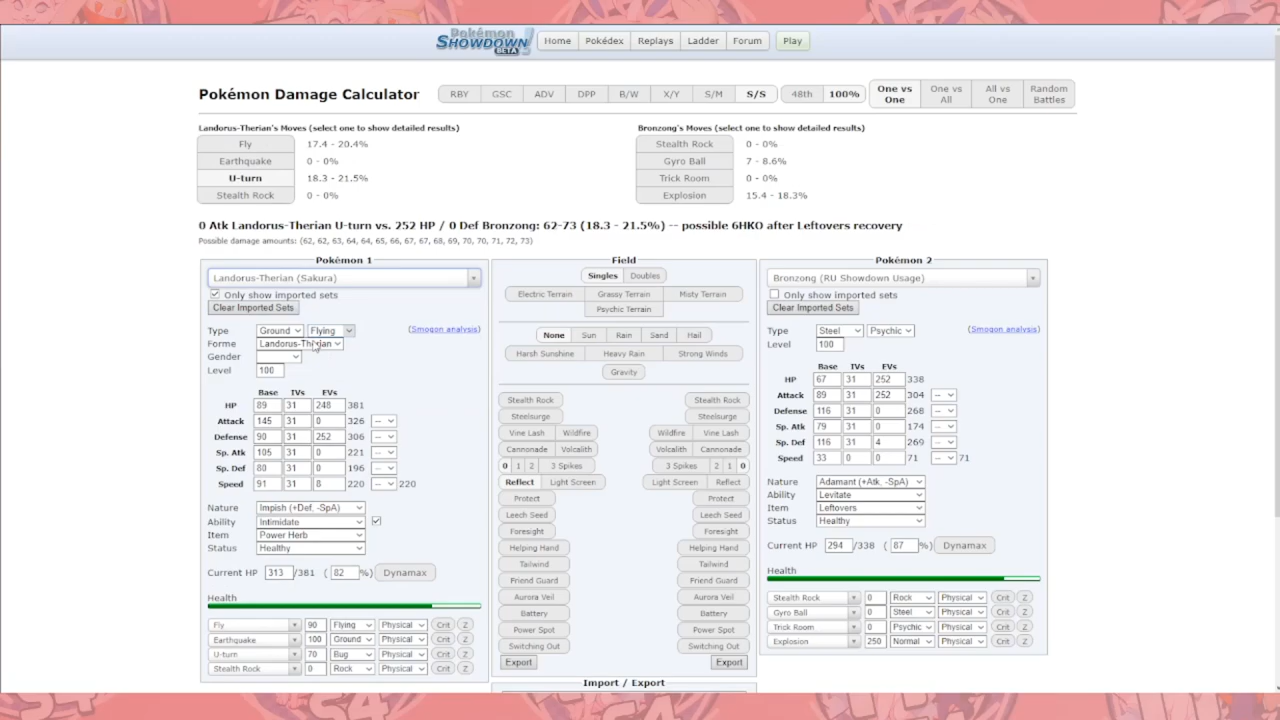 Pokémon
SHOWDOWN!
BETA
Home Pokédex Replays Ladder Forum Play
Pokémon Damage Calculator RBY GSC ADV DPP B/W X/Y S/M S/S 48th 100% One vs One One vs All All vs One Random Battles
Landorus-Therian's Moves (select one to show detailed results)
Fly 17.4 - 20.4%
Earthquake 0 - 0%
U-turn 18.3 - 21.5%
Stealth Rock 0 - 0%
Bronzong's Moves (select one to show detailed results)
Stealth Rock 0 - 0%
Gyro Ball 7 - 8.6%
Trick Room 0 - 0%
Explosion 15.4 - 18.3%
0 Atk Landorus-Therian U-turn vs. 252 HP / 0 Def Bronzong: 62-73 (18.3 - 21.5%) -- possible 6HKO after Leftovers recovery
Possible damage amounts: (62, 62, 63, 64, 64, 65, 66, 67, 67, 68, 69, 70, 70, 71, 72, 73)
Pokémon 1
Landorus-Therian (Sakura)
Only show imported sets
Clear Imported Sets
Type Ground Flying (Smogon analysis)
Forme Landorus-Therian
Gender
Level 100
Base IVs EVs
HP 89 31 248 381
Attack 145 31 0 326 --
Defense 90 31 252 306 --
Sp. Atk 105 31 0 221 --
Sp. Def 80 31 0 196 --
Speed 91 31 8 220 -- 220
Nature Impish (+Def, -SpA)
Ability Intimidate
Item Power Herb
Status Healthy
Current HP 313 /381 ( 82 %) Dynamax
Health
Fly 90 Flying Physical Crit Z
Earthquake 100 Ground Physical Crit Z
U-turn 70 Bug Physical Crit Z
Stealth Rock 0 Rock Physical Crit Z
Field
Singles Doubles
Electric Terrain Grassy Terrain Misty Terrain
Psychic Terrain
None Sun Rain Sand Hail
Harsh Sunshine Heavy Rain Strong Winds
Gravity
Stealth Rock Stealth Rock
Steelsurge Steelsurge
Vine Lash Wildfire Wildfire Vine Lash
Cannonade Volcalith Volcalith Cannonade
0 1 2 3 Spikes 3 Spikes 2 1 0
Reflect Light Screen Light Screen Reflect
Protect Protect
Leech Seed Leech Seed
Foresight Foresight
Helping Hand Helping Hand
Tailwind Tailwind
Friend Guard Friend Guard
Aurora Veil Aurora Veil
Battery Battery
Power Spot Power Spot
Switching Out Switching Out
Export Export
Import / Export
Pokémon 2
Bronzong (RU Showdown Usage)
Only show imported sets
Clear Imported Sets
Type Steel Psychic (Smogon analysis)
Level 100
Base IVs EVs
HP 67 31 252 338
Attack 89 31 252 304 --
Defense 116 31 0 268 --
Sp. Atk 79 31 0 174 --
Sp. Def 116 31 4 269 --
Speed 33 0 0 71 -- 71
Nature Adamant (+Atk, -SpA)
Ability Levitate
Item Leftovers
Status Healthy
Current HP 294 /338 ( 87 %) Dynamax
Health
Stealth Rock 0 Rock Physical Crit Z
Gyro Ball 0 Steel Physical Crit Z
Trick Room 0 Psychic Physical Crit Z
Explosion 250 Normal Physical Crit Z